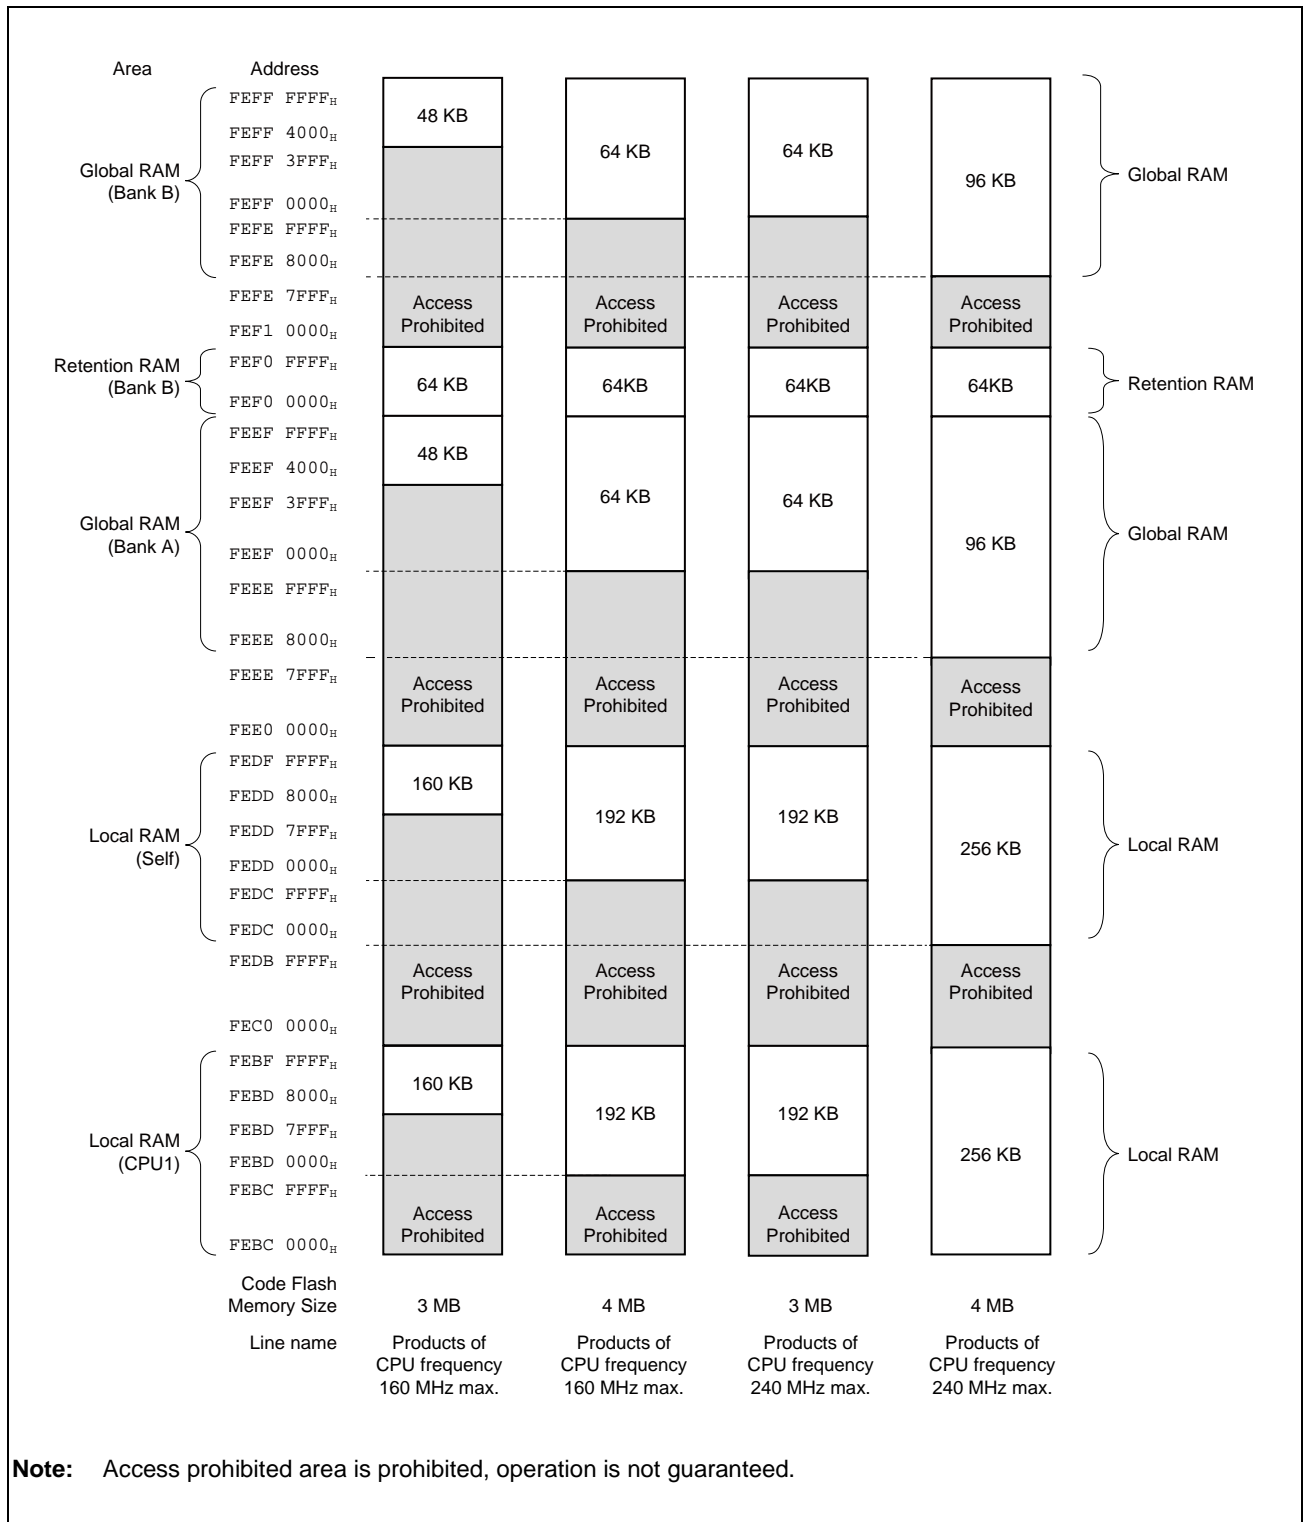 Area Address
FEFF FFFFH
48 KB
FEFF 4000H
FEFF 3FFFH
64 KB 64 KB
Global RAM
(Bank B)
96 KB
Global RAM
FEFF 0000H
FEFE FFFFH
FEFE 8000H
FEFE 7FFFH
Access
Prohibited
Access
Prohibited
Access
Prohibited
Access
Prohibited
FEF1 0000H
Retention RAM
(Bank B)
FEF0 FFFFH
64 KB 64KB 64KB 64KB
Retention RAM
FEF0 0000H
FEEF FFFFH
48 KB
FEEF 4000H
FEEF 3FFFH
64 KB 64 KB
Global RAM
(Bank A)
96 KB
Global RAM
FEEF 0000H
FEEE FFFFH
FEEE 8000H
FEEE 7FFFH
Access
Prohibited
Access
Prohibited
Access
Prohibited
Access
Prohibited
FEE0 0000H
FEDF FFFFH
160 KB
FEDD 8000H
192 KB 192 KB
FEDD 7FFFH
Local RAM
(Self)
256 KB
Local RAM
FEDD 0000H
FEDC FFFFH
FEDC 0000H
FEDB FFFFH
Access
Prohibited
Access
Prohibited
Access
Prohibited
Access
Prohibited
FEC0 0000H
FEBF FFFFH
160 KB
FEBD 8000H
192 KB 192 KB
FEBD 7FFFH
Local RAM
(CPU1)
256 KB
Local RAM
FEBD 0000H
FEBC FFFFH
Access
Prohibited
Access
Prohibited
Access
Prohibited
FEBC 0000H
Code Flash
Memory Size 3 MB 4 MB 3 MB 4 MB
Line name
Products of
CPU frequency
160 MHz max.
Products of
CPU frequency
160 MHz max.
Products of
CPU frequency
240 MHz max.
Products of
CPU frequency
240 MHz max.
Note: Access prohibited area is prohibited, operation is not guaranteed.